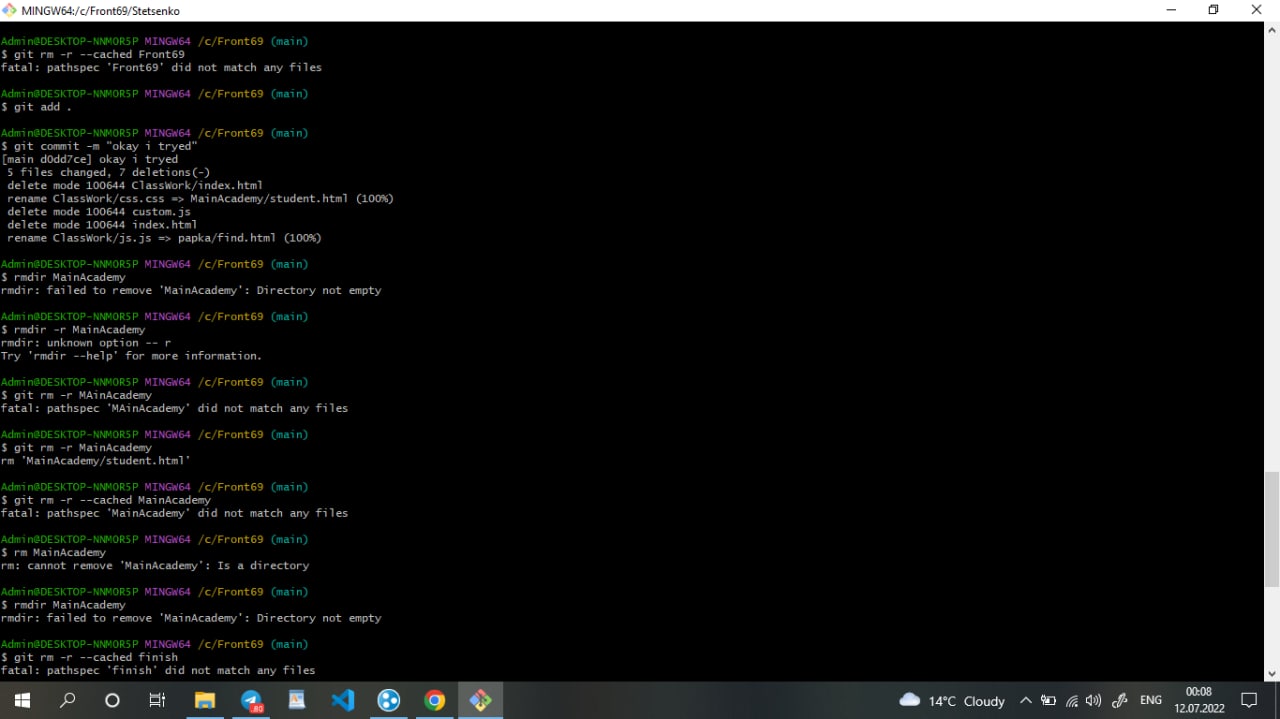 MINGW64:/c/Front69/Stetsenko
Admin@DESKTOP-NNMOR5P MINGW64 /c/Front69 (main)
$ git rm -r --cached Front69
fatal: pathspec 'Front69' did not match any files
Admin@DESKTOP-NNMOR5P MINGW64 /c/Front69 (main)
$ git add .
Admin@DESKTOP-NNMOR5P MINGW64 /c/Front69 (main)
$ git commit -m "okay i tryed"
[main d0dd7ce] okay i tryed
5 files changed, 7 deletions(-)
delete mode 100644 ClassWork/index.html
rename ClassWork/css.css => MainAcademy/student.html (100%)
delete mode 100644 custom.js
delete mode 100644 index.html
rename ClassWork/js.js => papka/find.html (100%)
Admin@DESKTOP-NNMOR5P MINGW64 /c/Front69 (main)
$ rmdir MainAcademy
rmdir: failed to remove 'MainAcademy': Directory not empty
Admin@DESKTOP-NNMOR5P MINGW64 /c/Front69 (main)
$ rmdir -r MainAcademy
rmdir: unknown option -- r
Try 'rmdir --help' for more information.
Admin@DESKTOP-NNMOR5P MINGW64 /c/Front69 (main)
$ git rm -r MAinAcademy
fatal: pathspec 'MAinAcademy' did not match any files
Admin@DESKTOP-NNMOR5P MINGW64 /c/Front69 (main)
$ git rm -r MainAcademy
rm 'MainAcademy/student.html'
Admin@DESKTOP-NNMOR5P MINGW64 /c/Front69 (main)
$ git rm -r --cached MainAcademy
fatal: pathspec 'MainAcademy' did not match any files
Admin@DESKTOP-NNMOR5P MINGW64 /c/Front69 (main)
$ rm MainAcademy
rm: cannot remove 'MainAcademy': Is a directory
Admin@DESKTOP-NNMOR5P MINGW64 /c/Front69 (main)
$ rmdir MainAcademy
rmdir: failed to remove 'MainAcademy': Directory not empty
Admin@DESKTOP-NNMOR5P MINGW64 /c/Front69 (main)
$ git rm -r --cached finish
fatal: pathspec 'finish' did not match any files
14°C Cloudy
ENG
00:08
12.07.2022